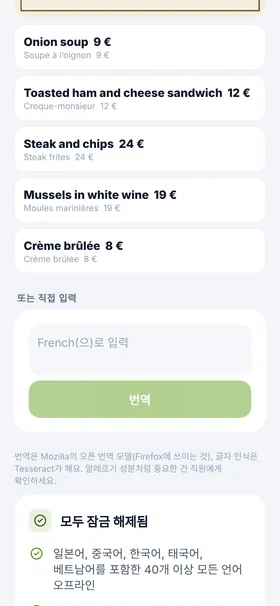 Onion soup 9 €
Soupe à l'oignon 9 €
Toasted ham and cheese sandwich 12 €
Croque-monsieur 12 €
Steak and chips 24 €
Steak frites 24 €
Mussels in white wine 19 €
Moules marinières 19 €
Crème brûlée 8 €
Crème brûlée 8 €
또는 직접 입력
French(으)로 입력
번역
번역은 Mozilla의 오픈 번역 모델(Firefox에 쓰이는 것), 글자 인식은
Tesseract가 해요. 알레르기 성분처럼 중요한 건 직원에게
확인하세요.
모두 잠금 해제됨
일본어, 중국어, 한국어, 태국어,
베트남어를 포함한 40개 이상 모든 언어
오프라인